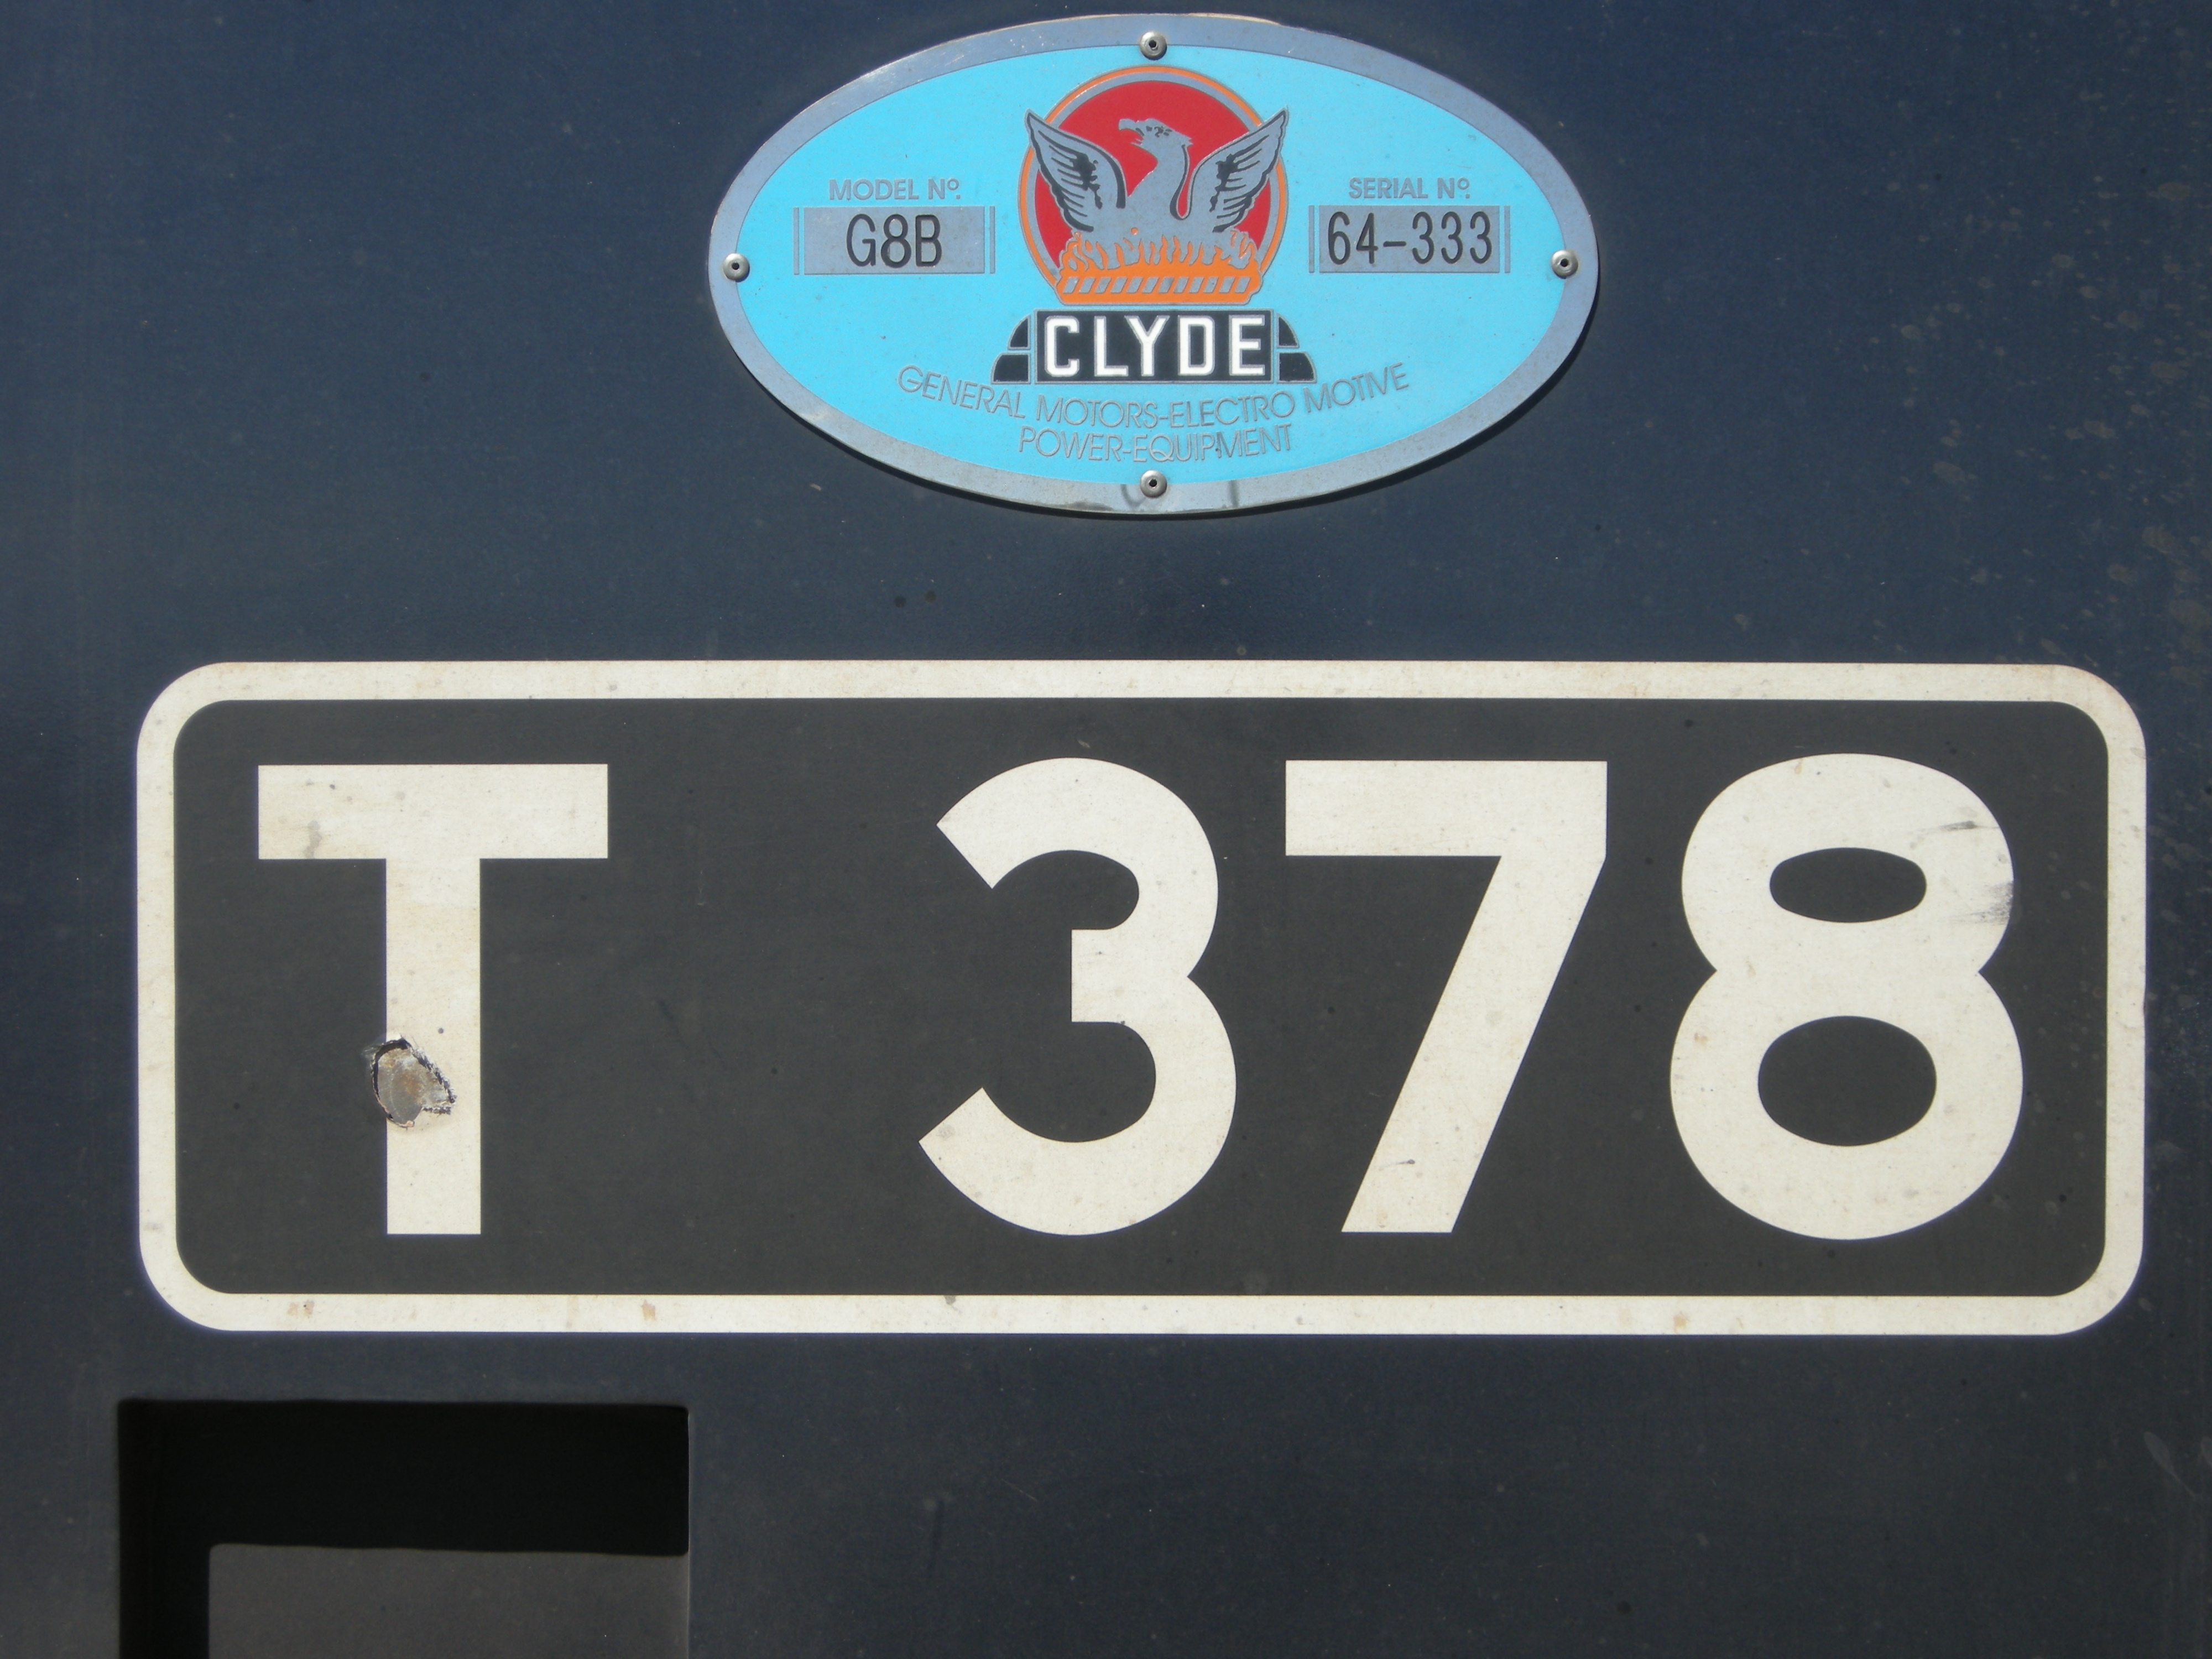 MODEL Nº.
G8B
SERIAL Nº.
64-333
CLYDE
GENERAL MOTORS-ELECTRO MOTIVE
POWER-EQUIPMENT
T 378